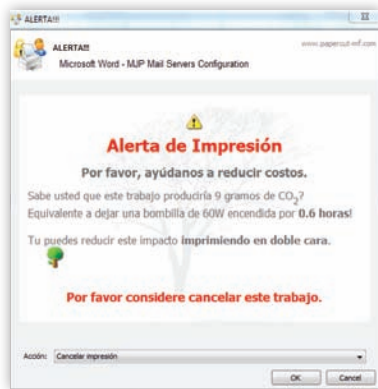 ALERTA!!!
ALERTA!!!
www.papercut-mf.com
Microsoft Word - MJP Mail Servers Configuration
Alerta de Impresión
Por favor, ayúdanos a reducir costos.
Sabe usted que este trabajo produciría 9 gramos de CO2?
Equivalente a dejar una bombilla de 60W encendida por 0.6 horas!
Tu puedes reducir este impacto imprimiendo en doble cara.
Por favor considere cancelar este trabajo.
Acción: Cancelar impresión
OK Cancel